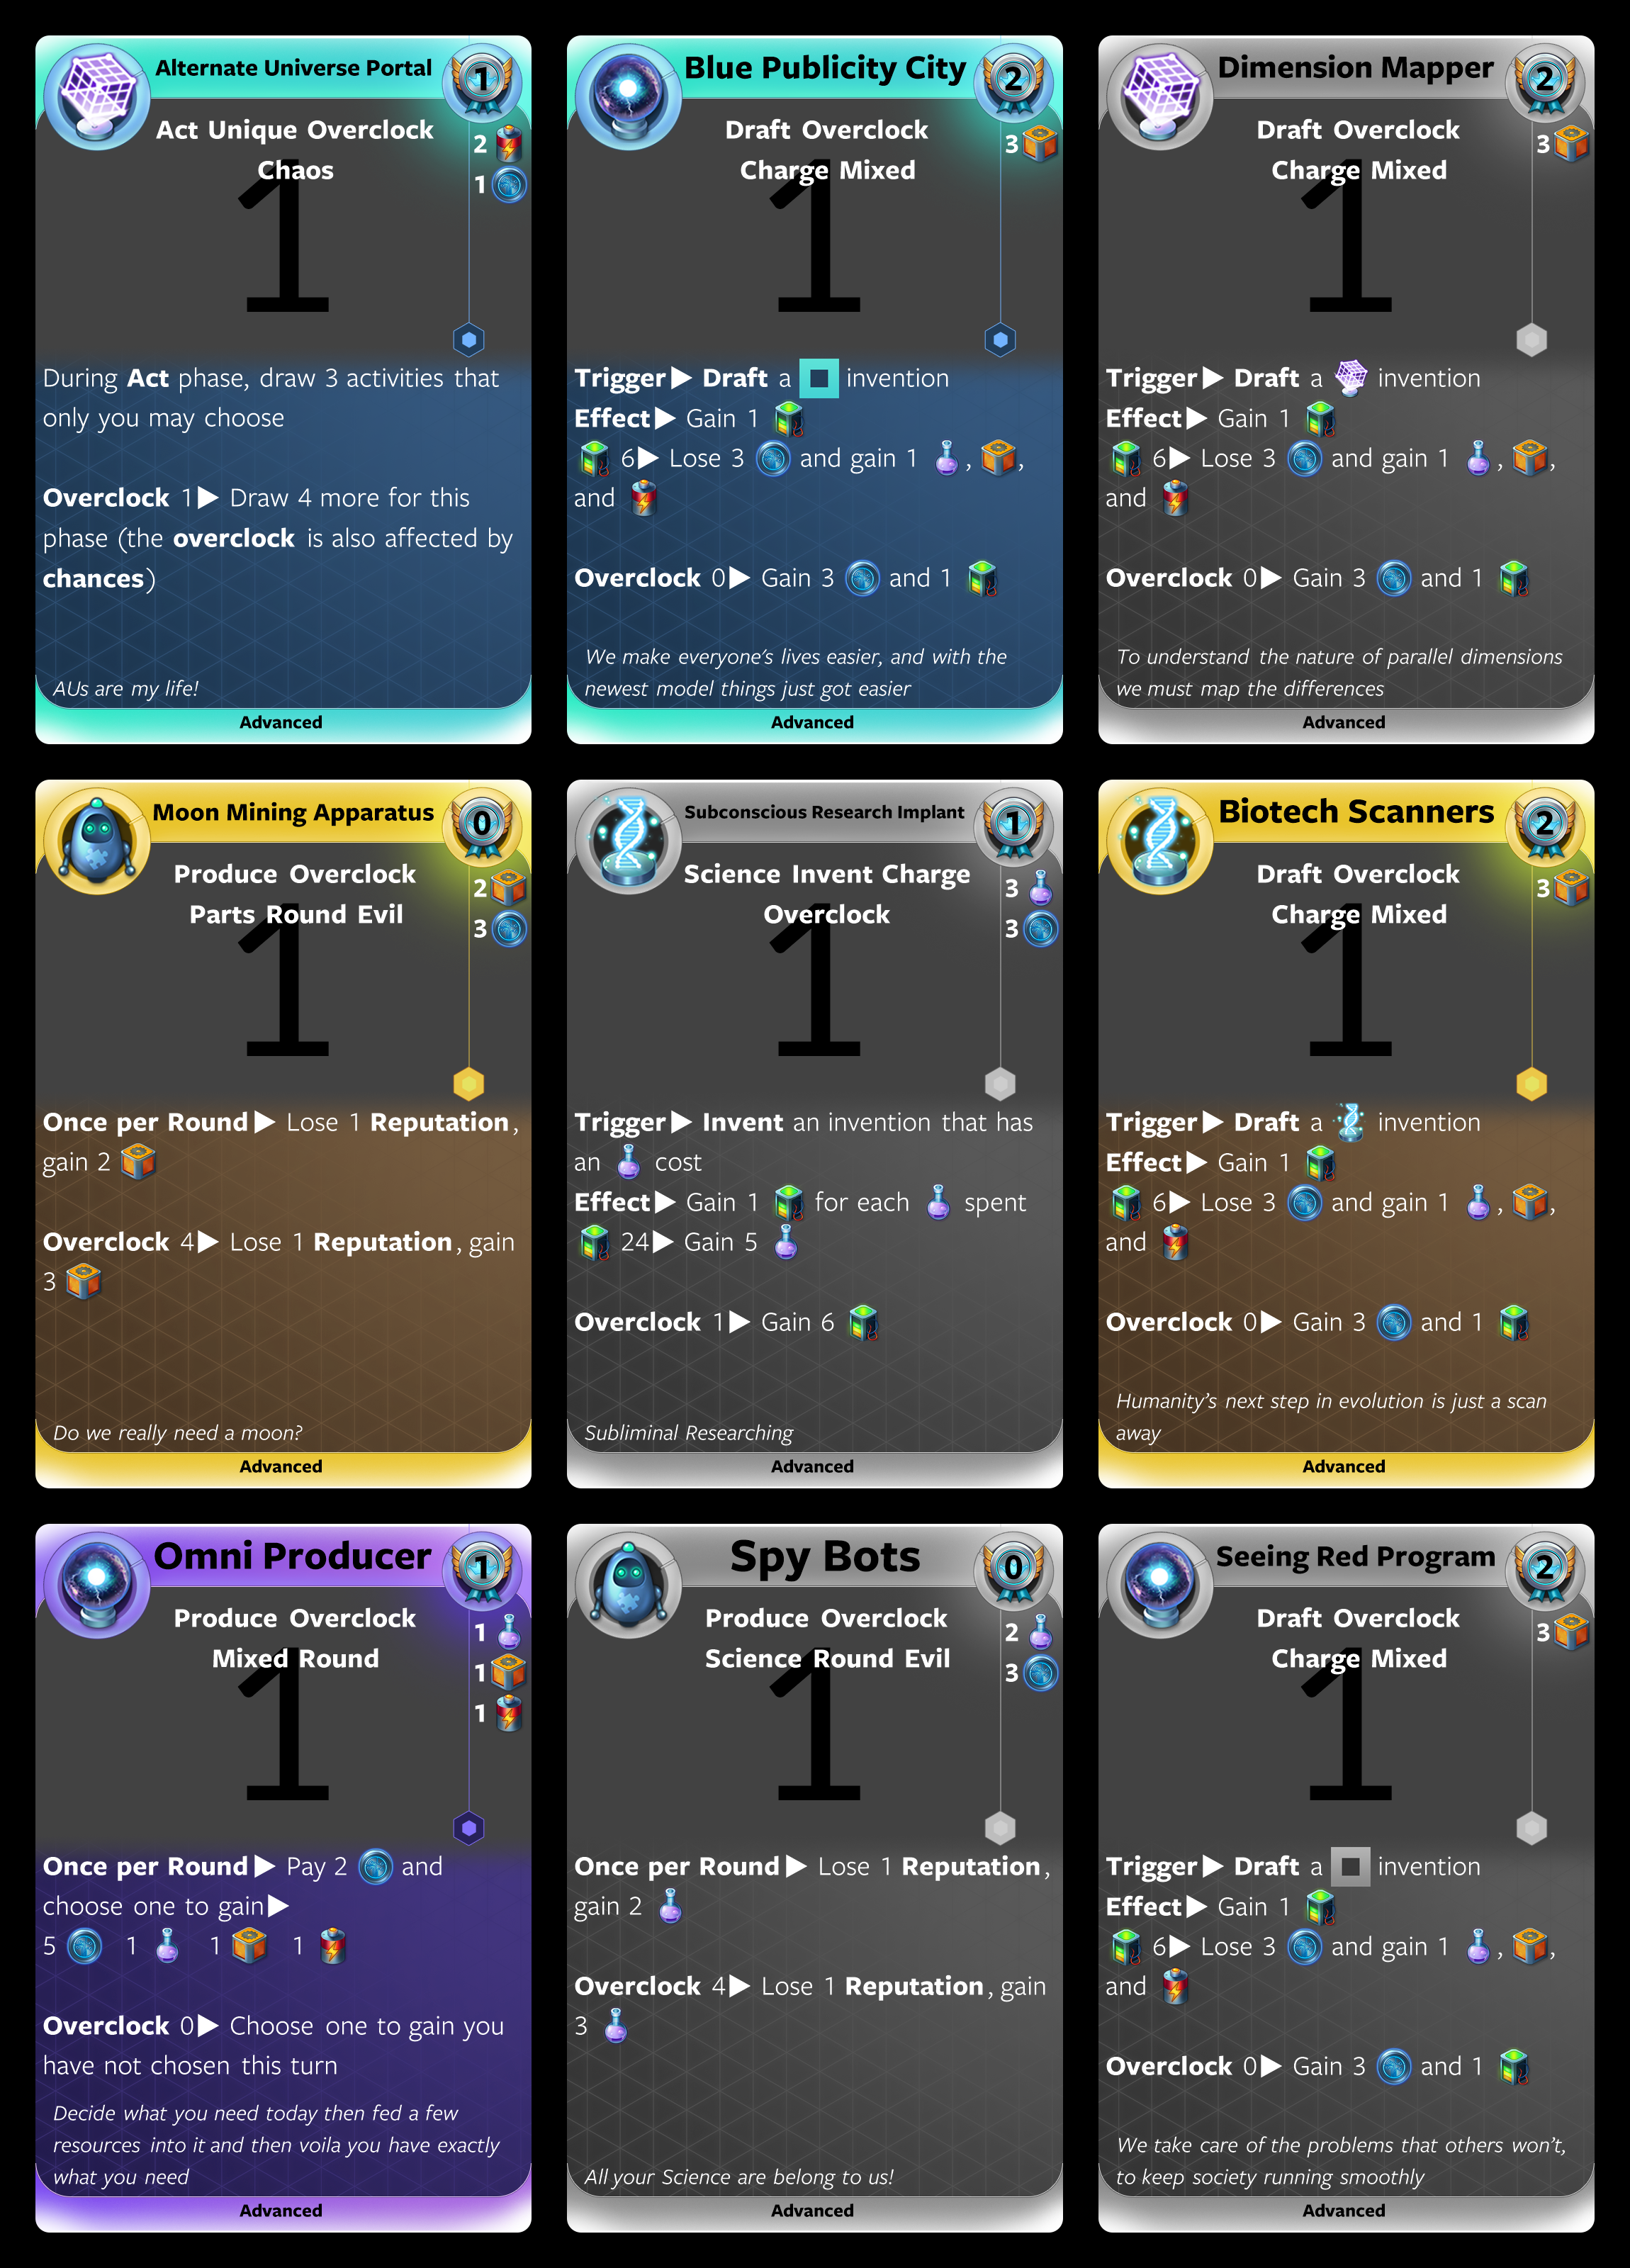 Alternate Universe Portal
1
Act Unique Overclock
Chaos
2
1
1
During Act phase, draw 3 activities that
only you may choose
Overclock 1▶ Draw 4 more for this
phase (the overclock is also affected by
chances)
AUs are my life!
Advanced
Blue Publicity City
2
Draft Overclock
Charge Mixed
3
1
Trigger▶ Draft a invention
Effect▶ Gain 1
6▶ Lose 3 and gain 1 , ,
and
Overclock 0▶ Gain 3 and 1
We make everyone's lives easier, and with the
newest model things just got easier
Advanced
Dimension Mapper
2
Draft Overclock
Charge Mixed
3
1
Trigger▶ Draft a invention
Effect▶ Gain 1
6▶ Lose 3 and gain 1 , ,
and
Overclock 0▶ Gain 3 and 1
To understand the nature of parallel dimensions
we must map the differences
Advanced
Moon Mining Apparatus
0
Produce Overclock
Parts Round Evil
2
3
1
Once per Round▶ Lose 1 Reputation,
gain 2
Overclock 4▶ Lose 1 Reputation, gain
3
Do we really need a moon?
Advanced
Subconscious Research Implant
1
Science Invent Charge
Overclock
3
3
1
Trigger▶ Invent an invention that has
an cost
Effect▶ Gain 1 for each spent
24▶ Gain 5
Overclock 1▶ Gain 6
Subliminal Researching
Advanced
Biotech Scanners
2
Draft Overclock
Charge Mixed
3
1
Trigger▶ Draft a invention
Effect▶ Gain 1
6▶ Lose 3 and gain 1 , ,
and
Overclock 0▶ Gain 3 and 1
Humanity's next step in evolution is just a scan
away
Advanced
Omni Producer
1
Produce Overclock
Mixed Round
1
1
1
1
Once per Round▶ Pay 2 and
choose one to gain▶
5 1 1 1
Overclock 0▶ Choose one to gain you
have not chosen this turn
Decide what you need today then fed a few
resources into it and then voila you have exactly
what you need
Advanced
Spy Bots
0
Produce Overclock
Science Round Evil
2
3
1
Once per Round▶ Lose 1 Reputation,
gain 2
Overclock 4▶ Lose 1 Reputation, gain
3
All your Science are belong to us!
Advanced
Seeing Red Program
2
Draft Overclock
Charge Mixed
3
1
Trigger▶ Draft a invention
Effect▶ Gain 1
6▶ Lose 3 and gain 1 , ,
and
Overclock 0▶ Gain 3 and 1
We take care of the problems that others won't,
to keep society running smoothly
Advanced